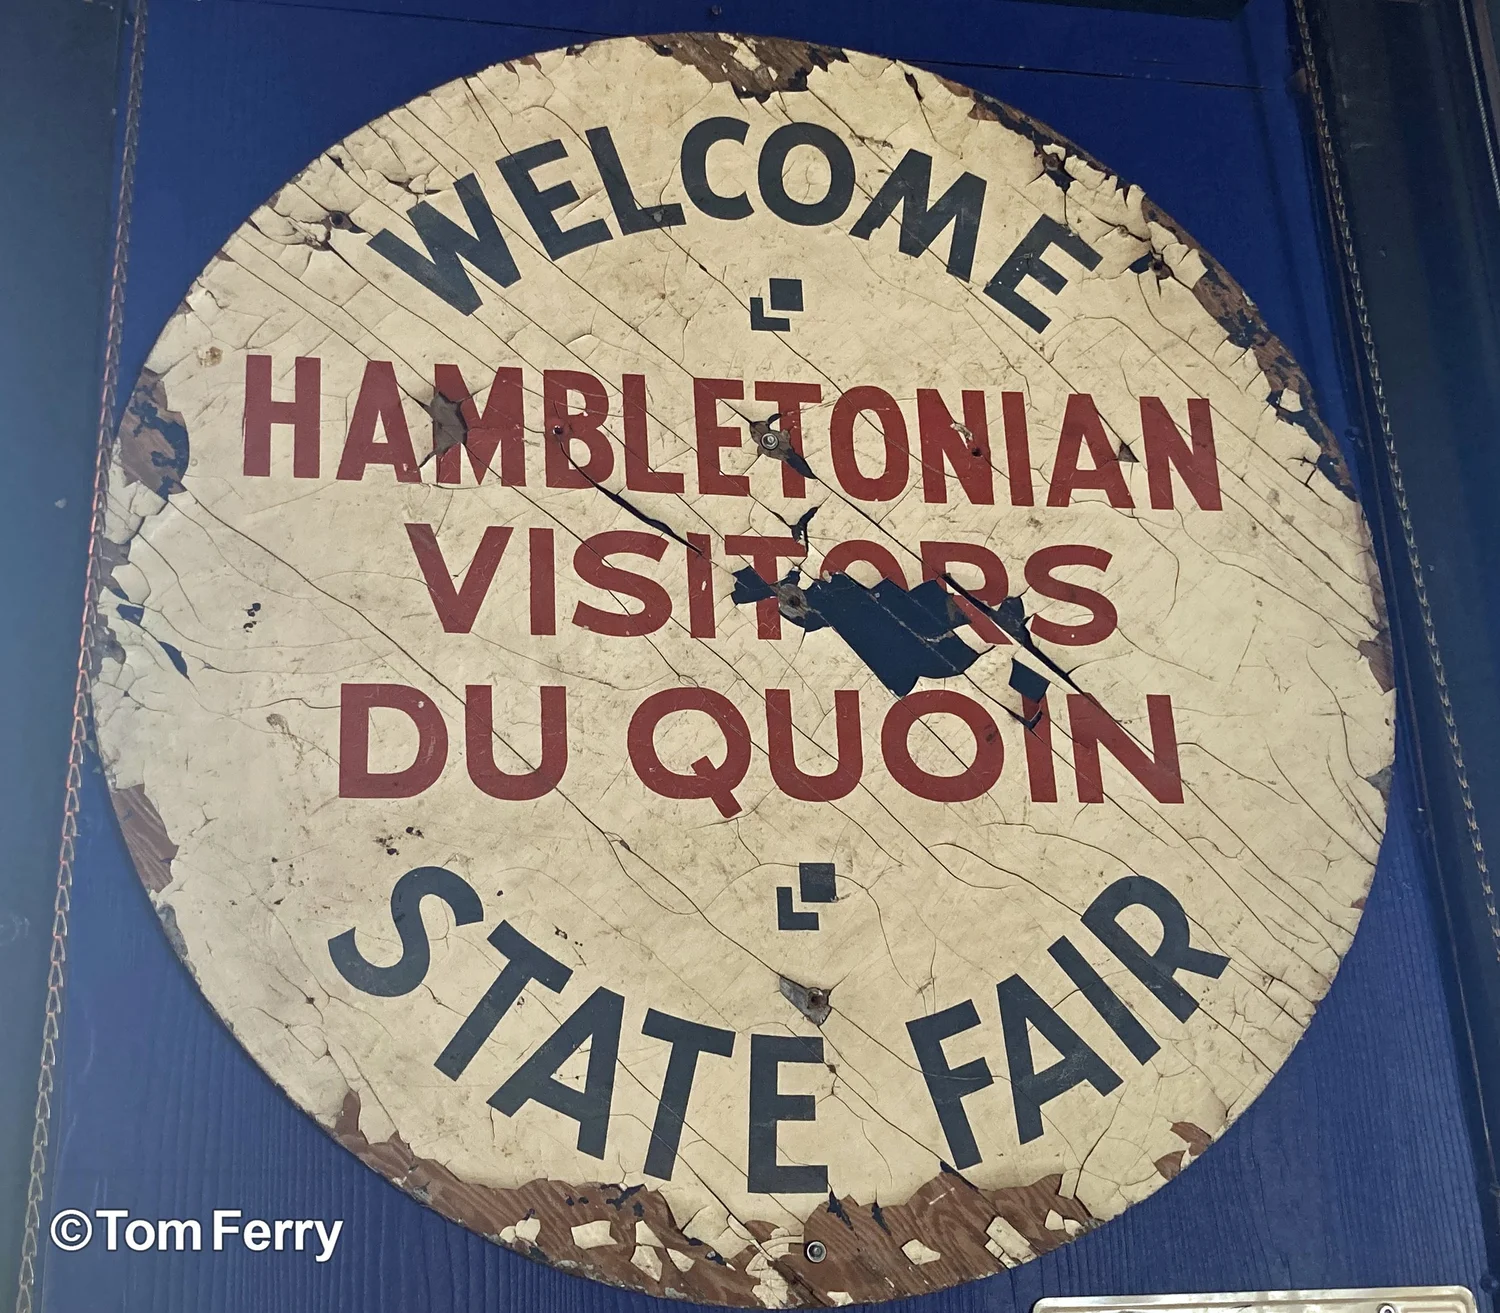 WELCOME
HAMBLETONIAN
VISITORS
DU QUOIN
STATE FAIR
©Tom Ferry